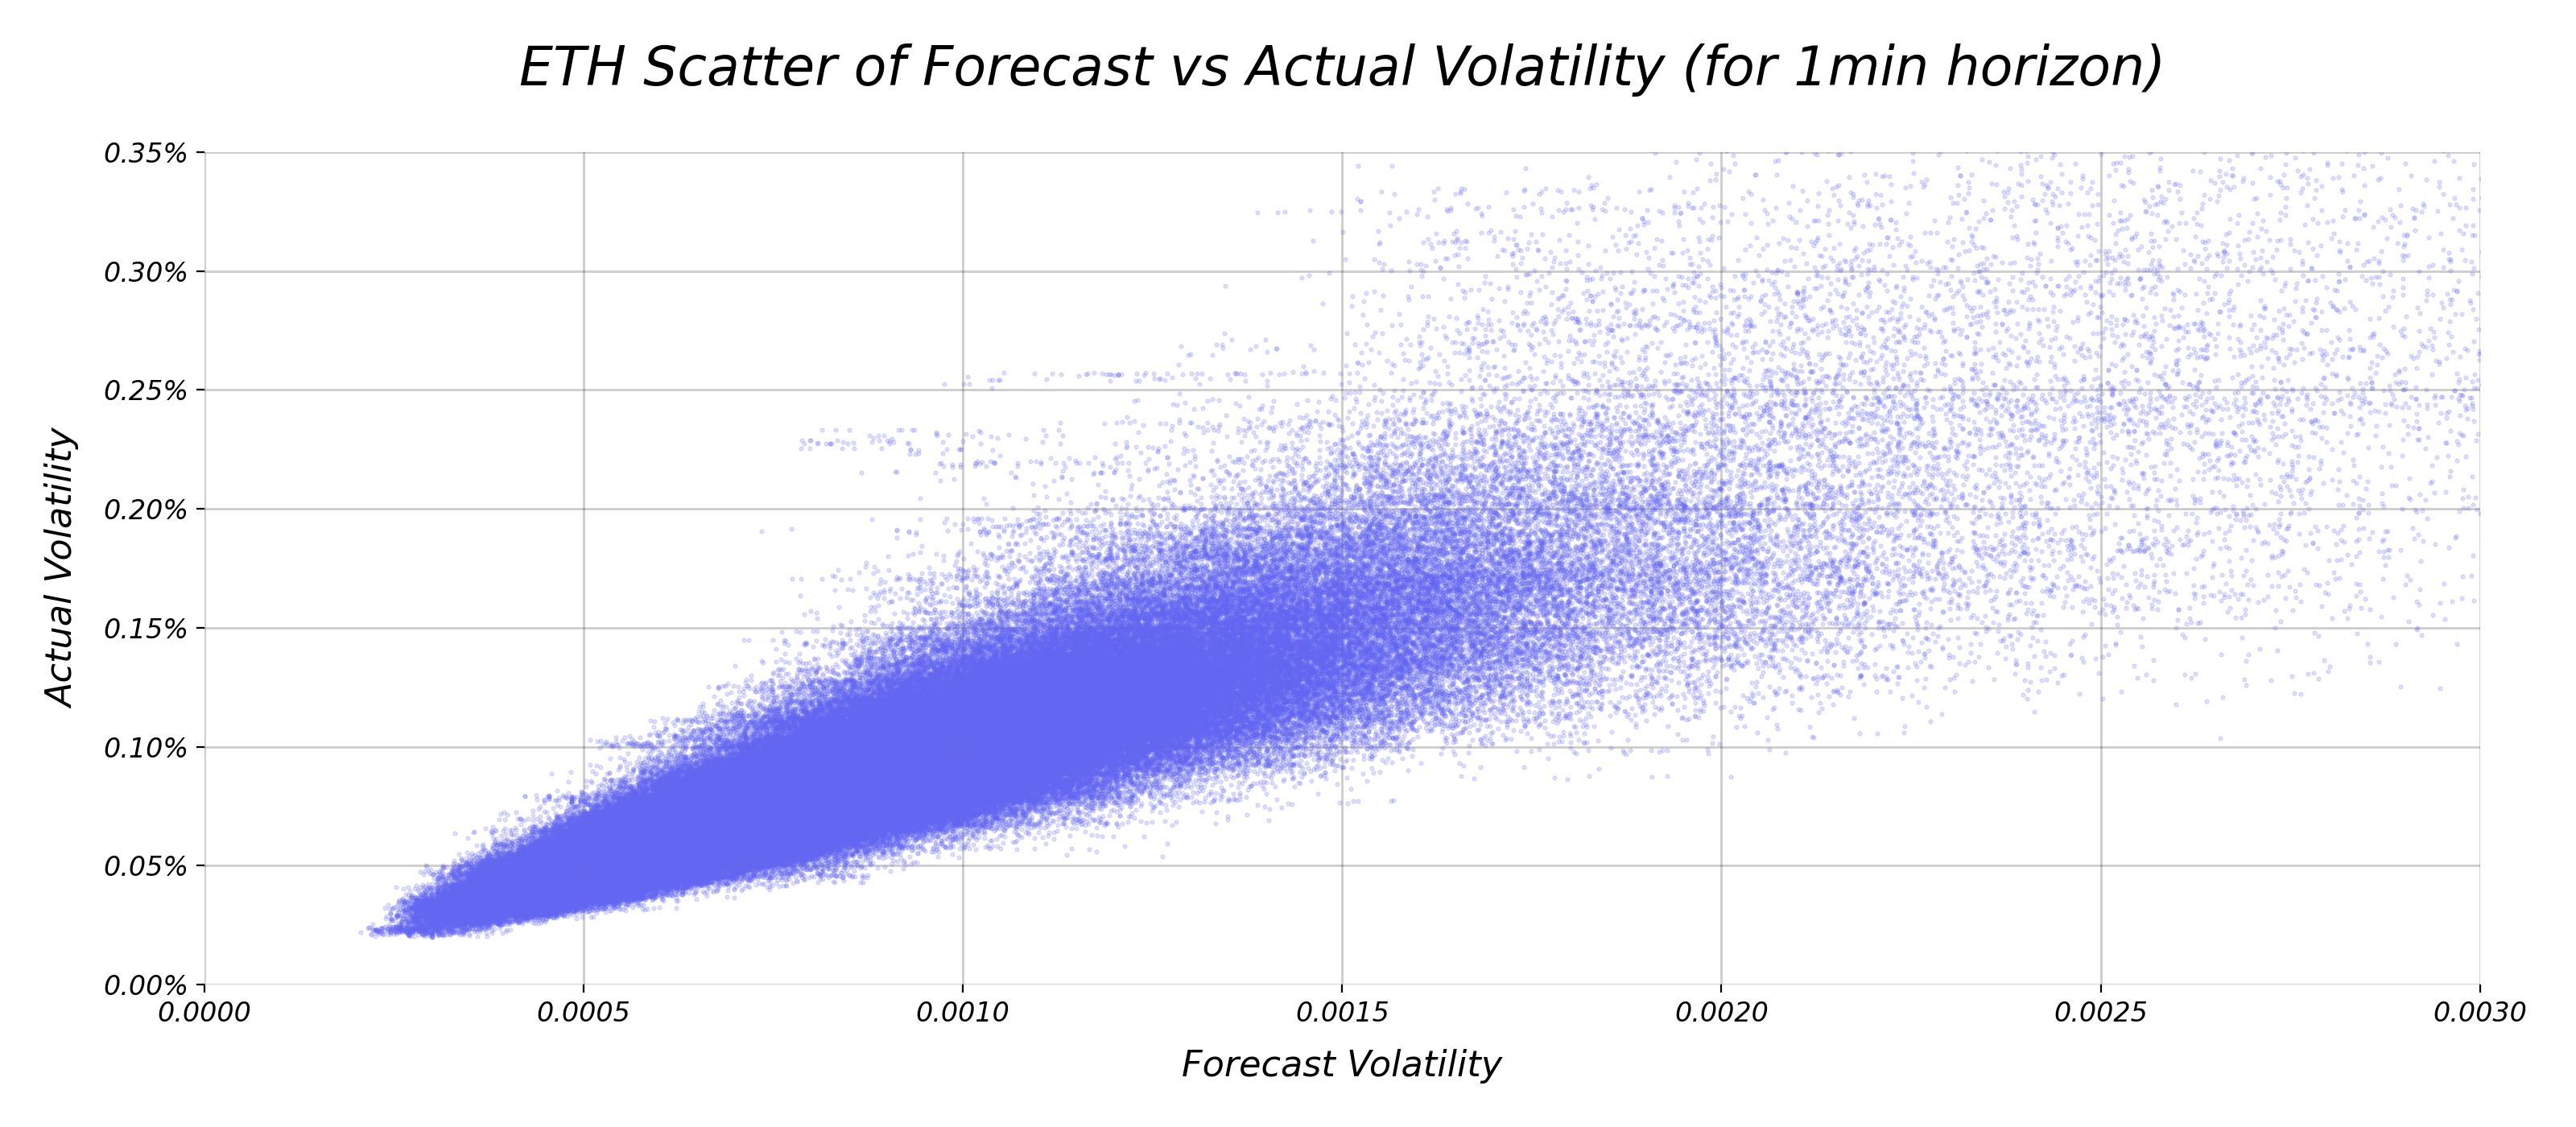 ETH Scatter of Forecast vs Actual Volatility (for 1min horizon)
0.35%
0.30%
0.25%
0.20%
0.15%
0.10%
0.05%
0.00%
Actual Volatility
0.0000 0.0005 0.0010 0.0015 0.0020 0.0025 0.0030
Forecast Volatility